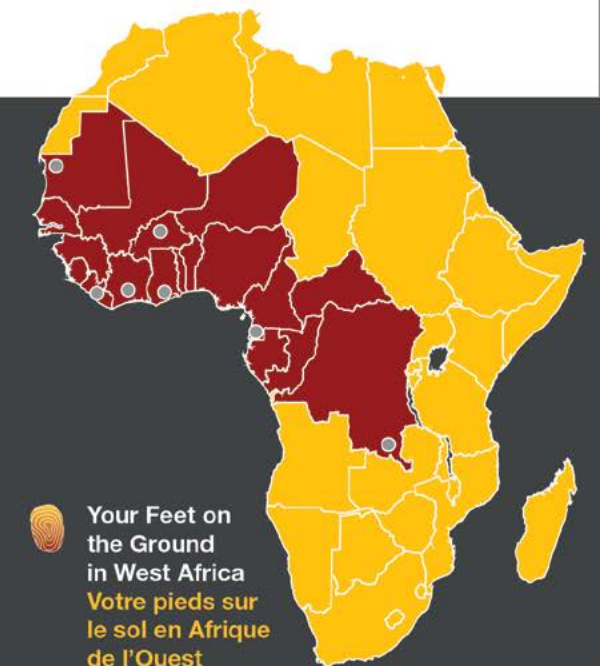 Your Feet on
the Ground
in West Africa
Votre pieds sur
le sol en Afrique
de l'Ouest